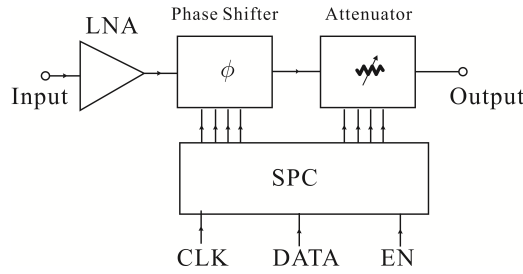 LNA
Phase Shifter
Attenuator
Input
ϕ
Output
SPC
CLK
DATA
EN